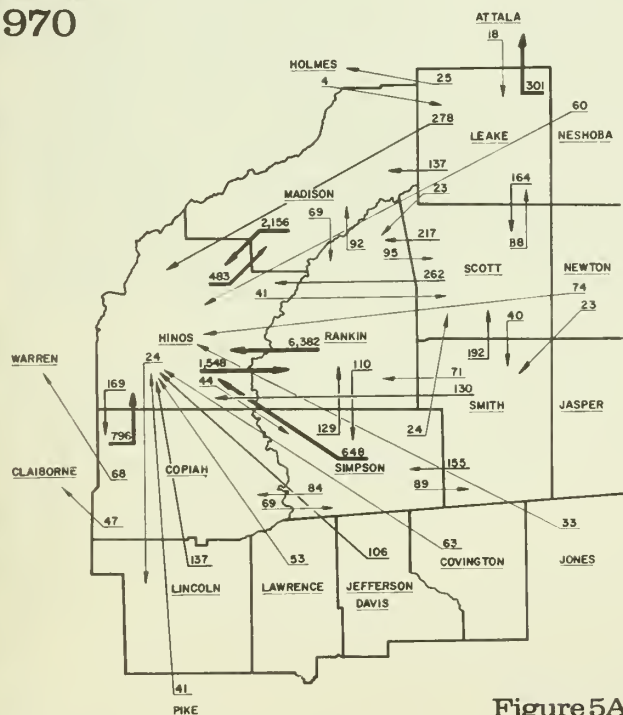 970
ATTALA
18
HOLMES
25
4
301
60
LEAKE
NESHOBA
278
137
MADISON
23
164
2,156
69
92
217
88
95
483
SCOTT
NEWTON
262
41
74
HINOS
RANKIN
40
23
6,382
WARREN
24
1,548
110
192
44
71
169
130
SMITH
JASPER
129
24
796
648
SIMPSON
CLAIBORNE
COPIAH
155
68
84
89
69
47
33
137
53
106
63
COVINGTON
JONES
LINCOLN
LAWRENCE
JEFFERSON
DAVIS
41
PIKE
Figure 5A